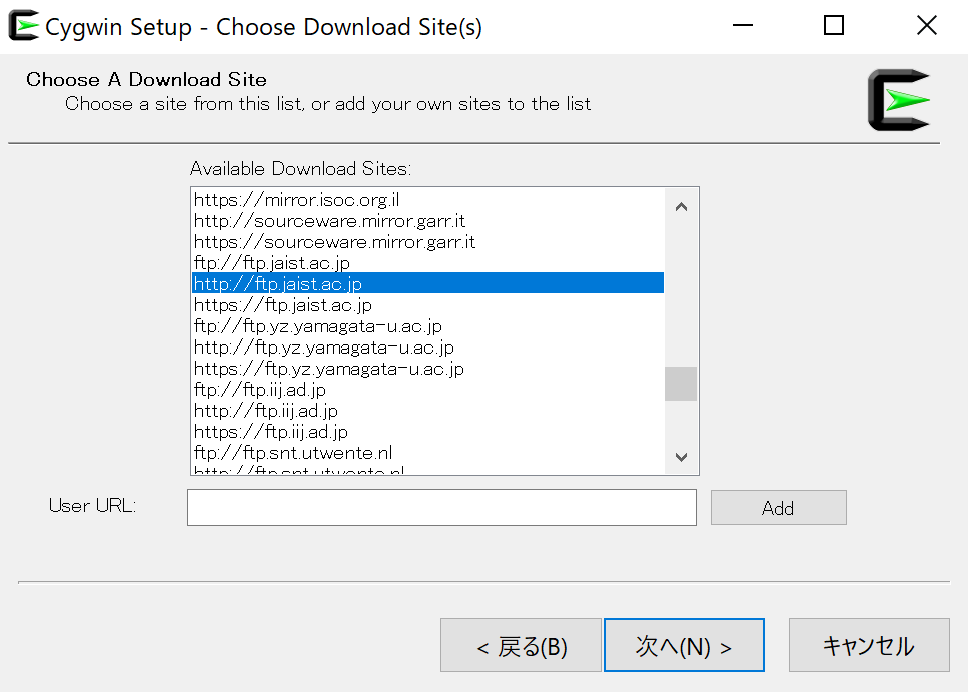 Cygwin Setup - Choose Download Site(s)
Choose A Download Site
Choose a site from this list, or add your own sites to the list
Available Download Sites:
https://mirror.isoc.org.il
http://sourceware.mirror.garr.it
https://sourceware.mirror.garr.it
ftp://ftp.jaist.ac.jp
http://ftp.jaist.ac.jp
https://ftp.jaist.ac.jp
ftp://ftp.yz.yamagata-u.ac.jp
http://ftp.yz.yamagata-u.ac.jp
https://ftp.yz.yamagata-u.ac.jp
ftp://ftp.iij.ad.jp
http://ftp.iij.ad.jp
https://ftp.iij.ad.jp
ftp://ftp.snt.utwente.nl
http://ftp.snt.utwente.nl
User URL:
Add
< 戻る(B)
次へ(N) >
キャンセル